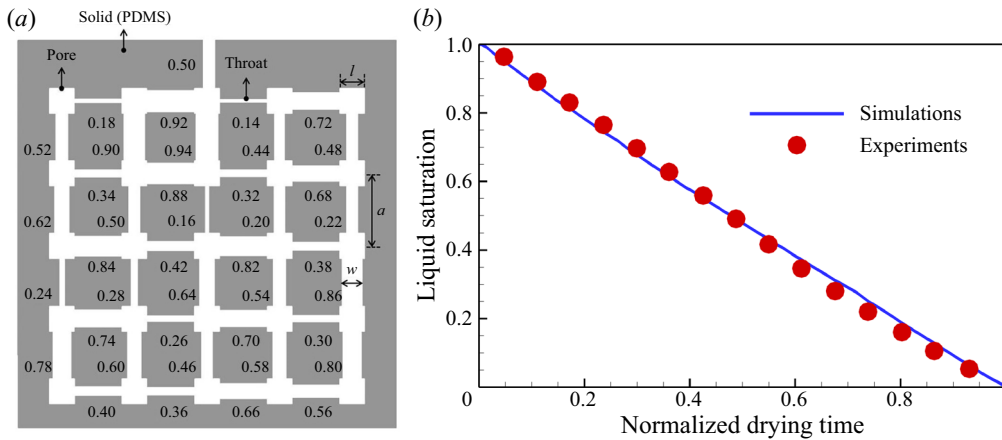 (a)
Solid (PDMS)
Pore
0.50
Throat
l
0.18 0.92 0.14 0.72
0.52 0.90 0.94 0.44 0.48
0.34 0.88 0.32 0.68
a
0.62 0.50 0.16 0.20 0.22
0.84 0.42 0.82 0.38
w
0.24 0.28 0.64 0.54 0.86
0.74 0.26 0.70 0.30
0.78 0.60 0.46 0.58 0.80
0.40 0.36 0.66 0.56
(b)
1.0
0.8
0.6
0.4
0.2
Liquid saturation
Simulations
Experiments
0 0.2 0.4 0.6 0.8 1.0
Normalized drying time